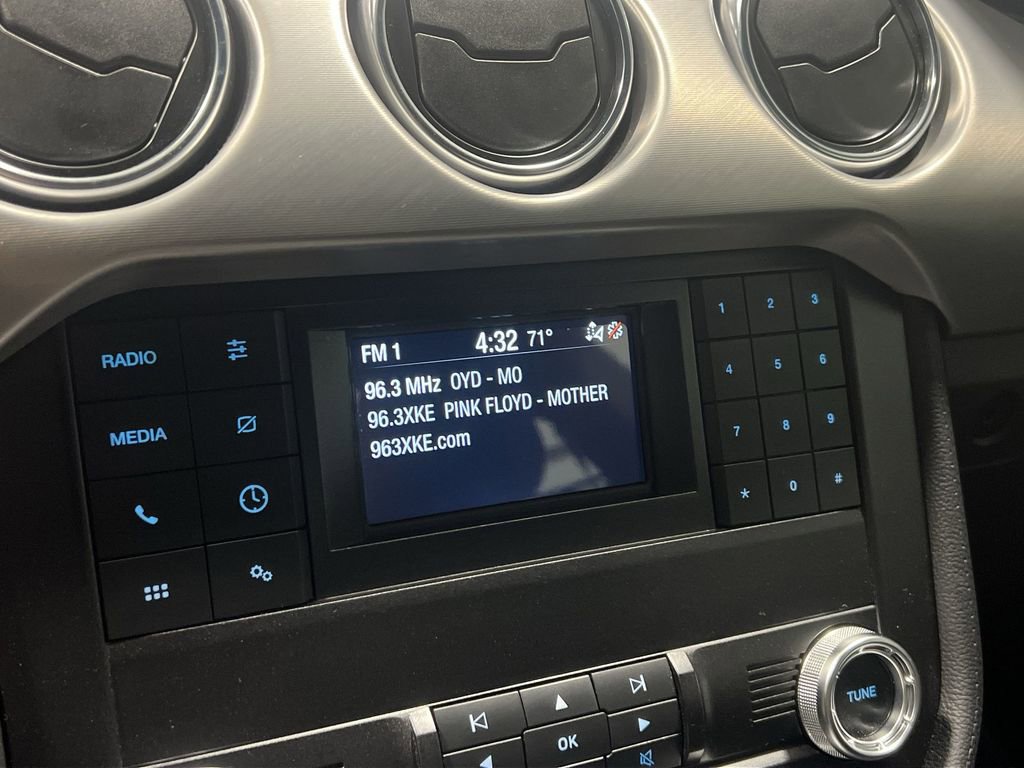 RADIO
MEDIA
FM 1 4:32 71°
96.3 MHz OYD - MO
96.3XKE PINK FLOYD - MOTHER
963XKE.com
1 2 3
4 5 6
7 8 9
* 0 #
OK
TUNE